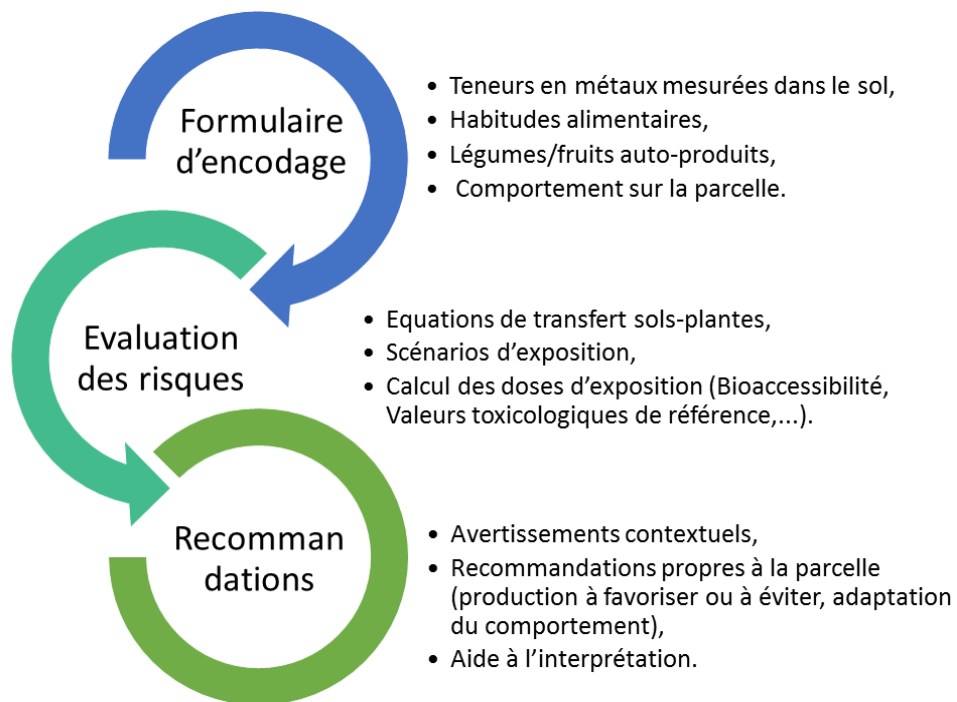 Formulaire
d’encodage
• Teneurs en métaux mesurées dans le sol,
• Habitudes alimentaires,
• Légumes/fruits auto-produits,
• Comportement sur la parcelle.
Evaluation
des risques
• Equations de transfert sols-plantes,
• Scénarios d’exposition,
• Calcul des doses d’exposition (Bioaccessibilité,
Valeurs toxicologiques de référence,...).
Recomman
dations
• Avertissements contextuels,
• Recommandations propres à la parcelle
(production à favoriser ou à éviter, adaptation
du comportement),
• Aide à l’interprétation.